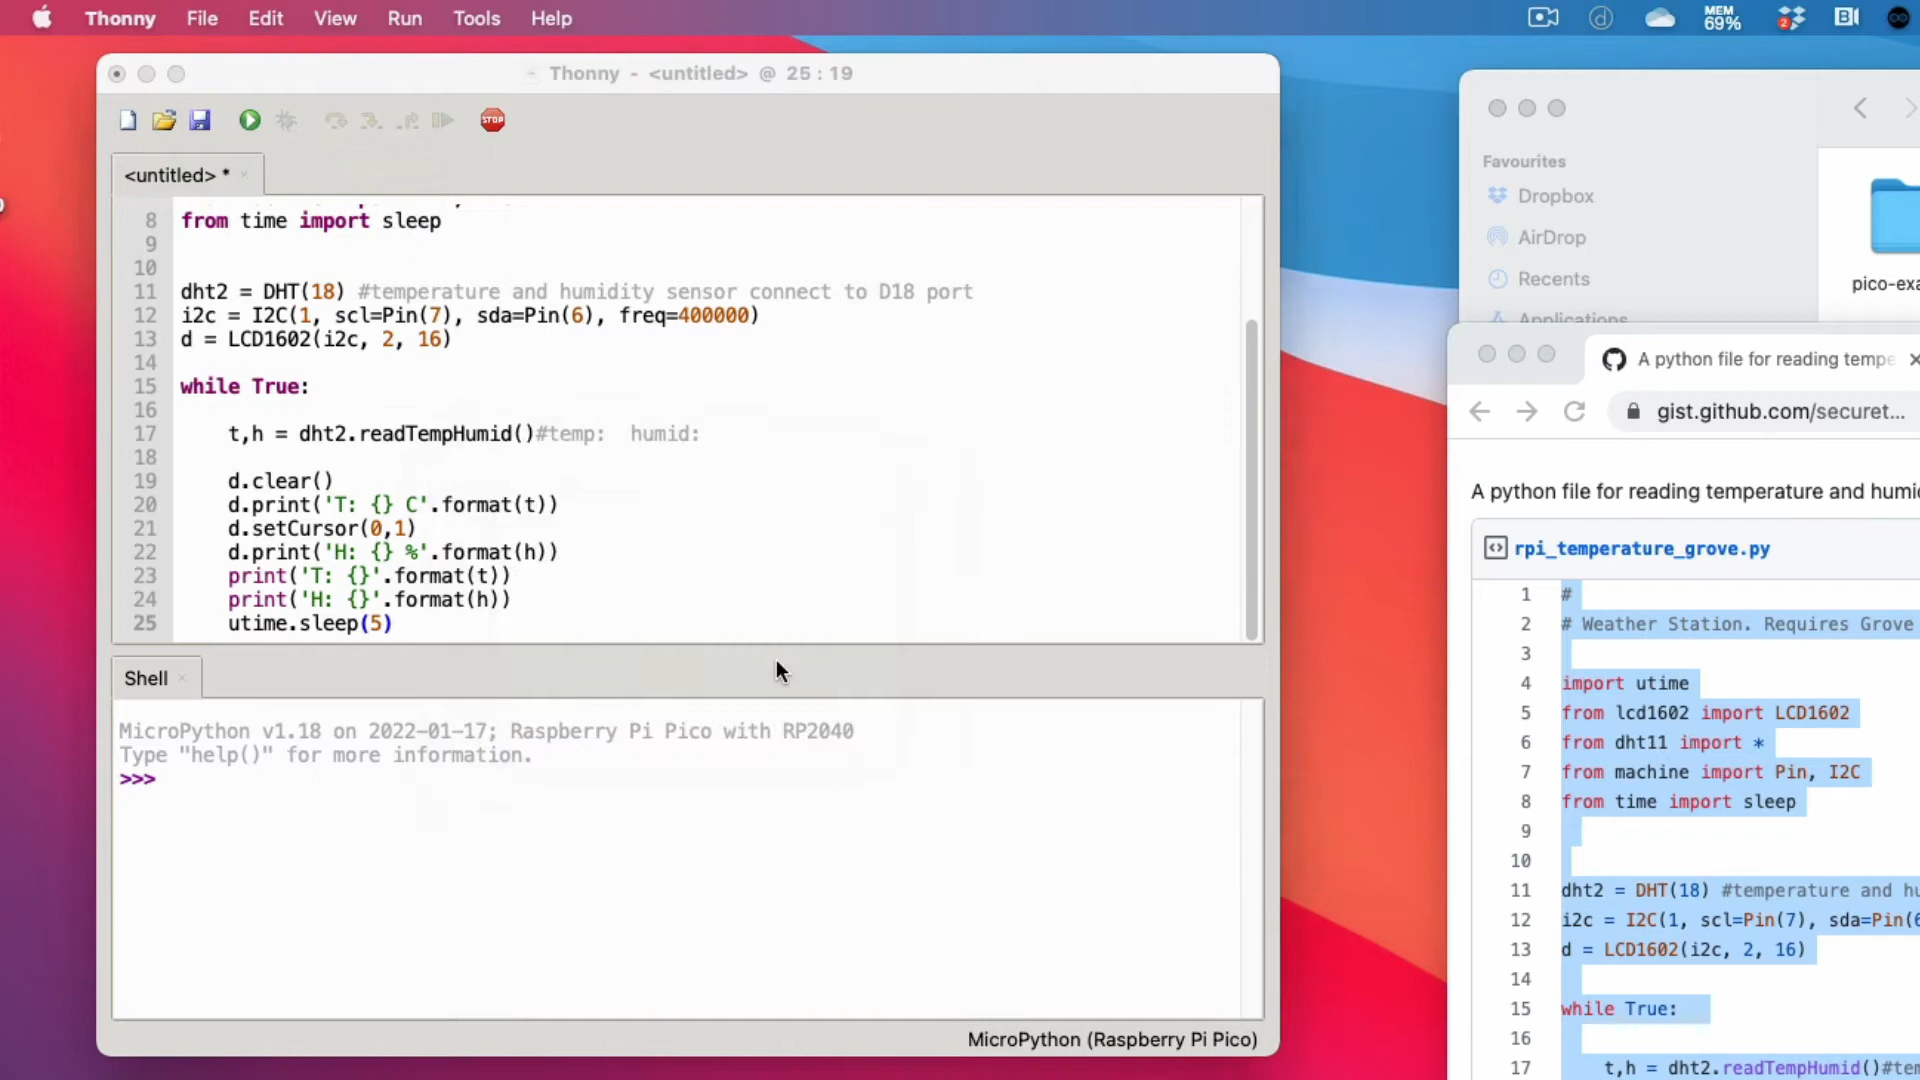 Thonny File Edit View Run Tools Help
MEM
69%
2
Thonny - <untitled> @ 25 : 19
STOP
<untitled> *
8 from time import sleep
9
10
11 dht2 = DHT(18) #temperature and humidity sensor connect to D18 port
12 i2c = I2C(1, scl=Pin(7), sda=Pin(6), freq=400000)
13 d = LCD1602(i2c, 2, 16)
14
15 while True:
16
17 t,h = dht2.readTempHumid()#temp:  humid:
18
19 d.clear()
20 d.print('T: {} C'.format(t))
21 d.setCursor(0,1)
22 d.print('H: {} %'.format(h))
23 print('T: {}'.format(t))
24 print('H: {}'.format(h))
25 utime.sleep(5)
Shell
MicroPython v1.18 on 2022-01-17; Raspberry Pi Pico with RP2040
Type "help()" for more information.
>>>
MicroPython (Raspberry Pi Pico)
Favourites
Dropbox
AirDrop
Recents
Applications
pico-exa
A python file for reading tempe
gist.github.com/securet...
A python file for reading temperature and humi
rpi_temperature_grove.py
1 #
2 # Weather Station. Requires Grove
3
4 import utime
5 from lcd1602 import LCD1602
6 from dht11 import *
7 from machine import Pin, I2C
8 from time import sleep
9
10
11 dht2 = DHT(18) #temperature and hu
12 i2c = I2C(1, scl=Pin(7), sda=Pin(6
13 d = LCD1602(i2c, 2, 16)
14
15 while True:
16
17 t,h = dht2.readTempHumid()#tem